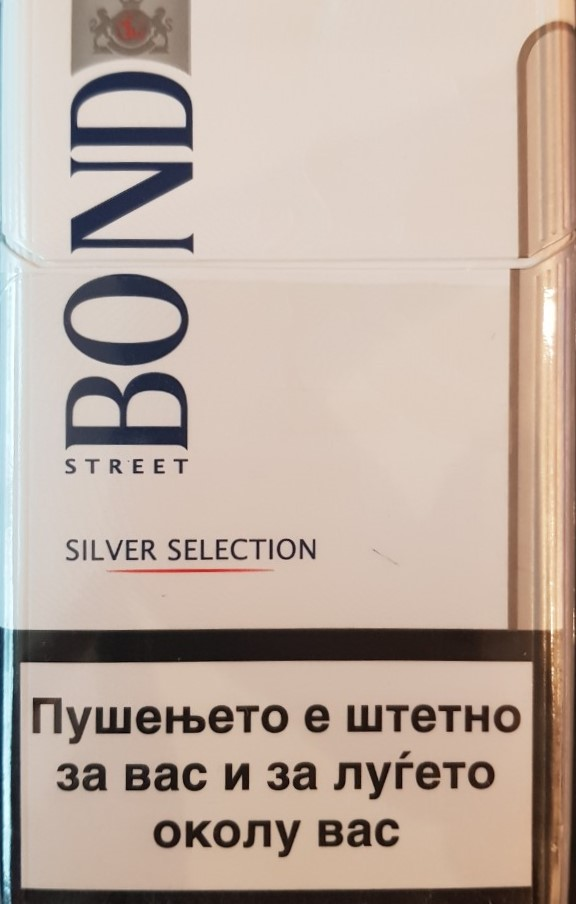 BOND
STREET
SILVER SELECTION
Пушењето е штетно
за вас и за луѓето
околу вас